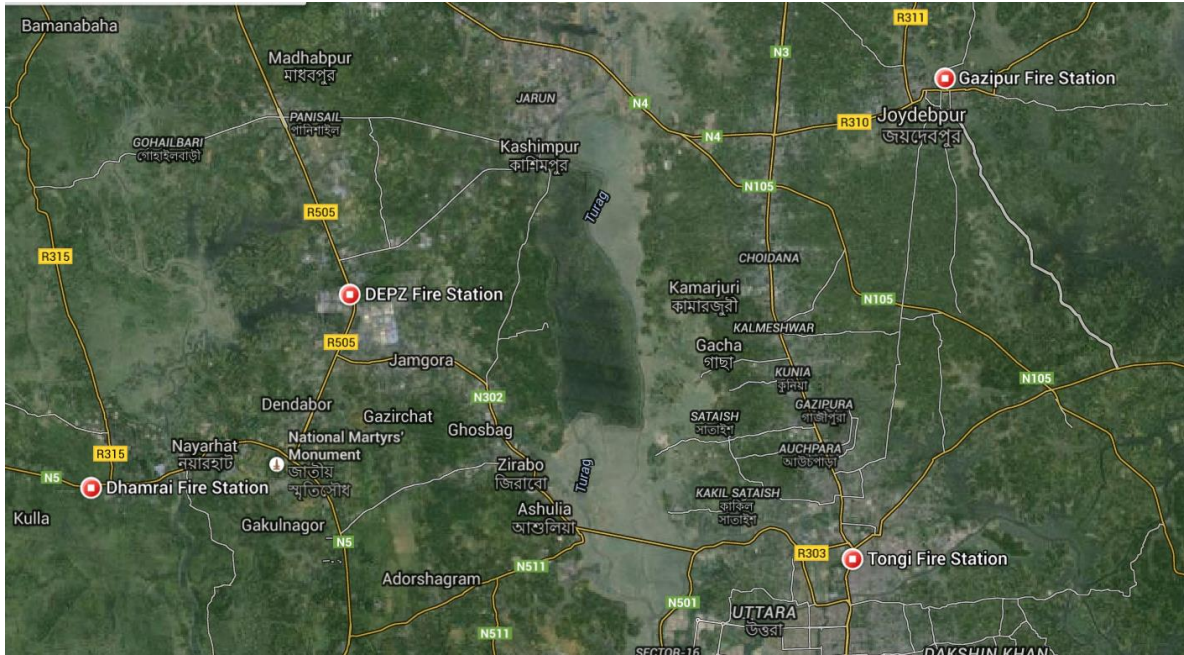 Bamanabaha
R311
N3
Madhabpur
মাধবপুর
Gazipur Fire Station
JARUN
N4
PANISAIL
পানিশাইল
Joydebpur
জয়দেবপুর
R310
N4
GOHAILBARI
গোহাইলবাড়ী
Kashimpur
কাশিমপুর
N105
Turag
R505
R315
CHOIDANA
DEPZ Fire Station
Kamarjuri
কামারজুরী
N105
KALMESHWAR
R505
Gacha
গাছা
Jamgora
KUNIA
কুনিয়া
N105
N302
Dendabor
Gazirchat
GAZIPURA
গাজীপুরা
SATAISH
সাতাইশ
Ghosbag
National Martyrs'
Monument
জাতীয়
স্মৃতিসৌধ
Nayarhat
নয়ারহাট
R315
AUCHPARA
আউচপাড়া
Zirabo
জিরাবো
Turag
N5
Dhamrai Fire Station
KAKIL SATAISH
কাকিল
সাতাইশ
Kulla
Ashulia
আশুলিয়া
Gakulnagor
N5
R303
Tongi Fire Station
N511
Adorshagram
N501
UTTARA
উত্তরা
N511
SECTOR-16
DAKSHIN KHAN